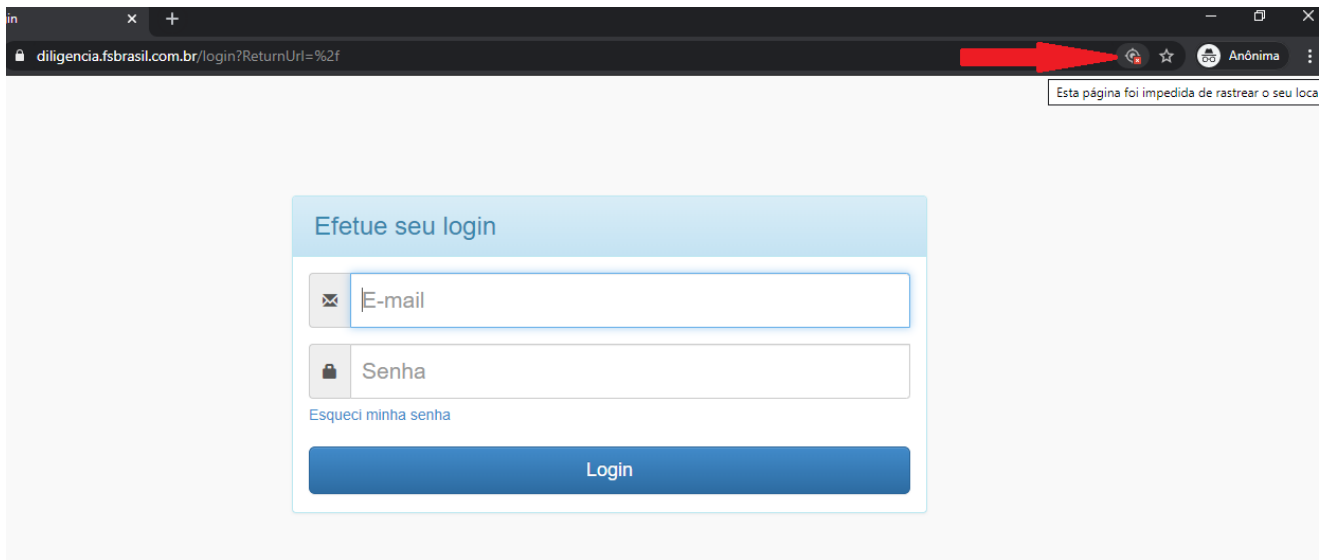 in
diligencia.fsbrasil.com.br/login?ReturnUrl=%2f
Anônima
Esta página foi impedida de rastrear o seu loca
Efetue seu login
E-mail
Senha
Esqueci minha senha
Login